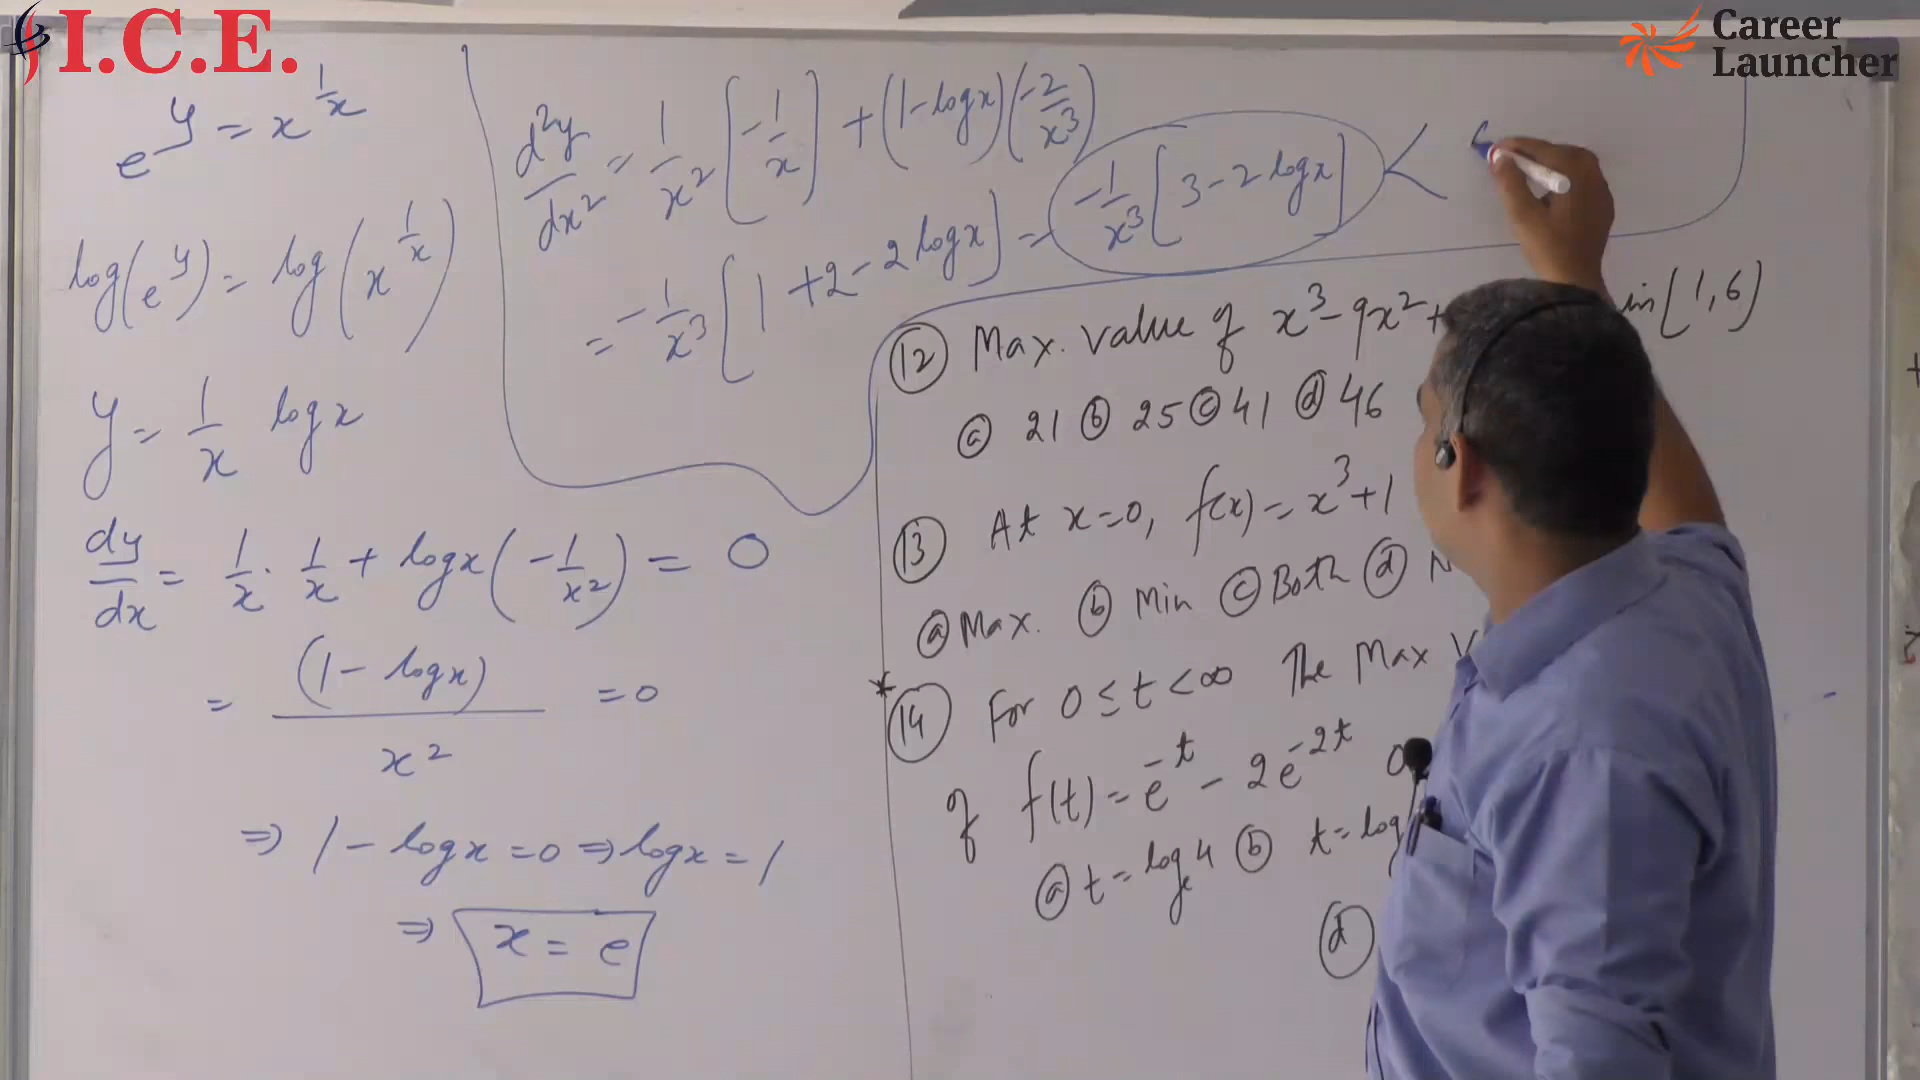 I.C.E.
Career
Launcher
e^y = x^(1/x)
log(e^y) = log(x^(1/x))
y = 1/x log x
dy/dx = 1/x · 1/x + log x (-1/x²) = 0
= (1 - log x)/x² = 0
⇒ 1 - log x = 0 ⇒ log x = 1
⇒ x = e
d²y/dx² = 1/x² [-1/x] + (1 - log x)(-2/x³)
= -1/x³ [1 + 2 - 2 log x] = -1/x³ [3 - 2 log x] <
(12) Max. Value of x³ - 9x² + in [1, 6]
(a) 21 (b) 25 (c) 41 (d) 46
(13) At x=0, f(x) = x³ + 1
(a) Max. (b) Min (c) Both (d) N
* (14) For 0 ≤ t < ∞ The Max V
of f(t) = e^-t - 2e^-2t
(a) t = logₑ4 (b) t = log
(d)